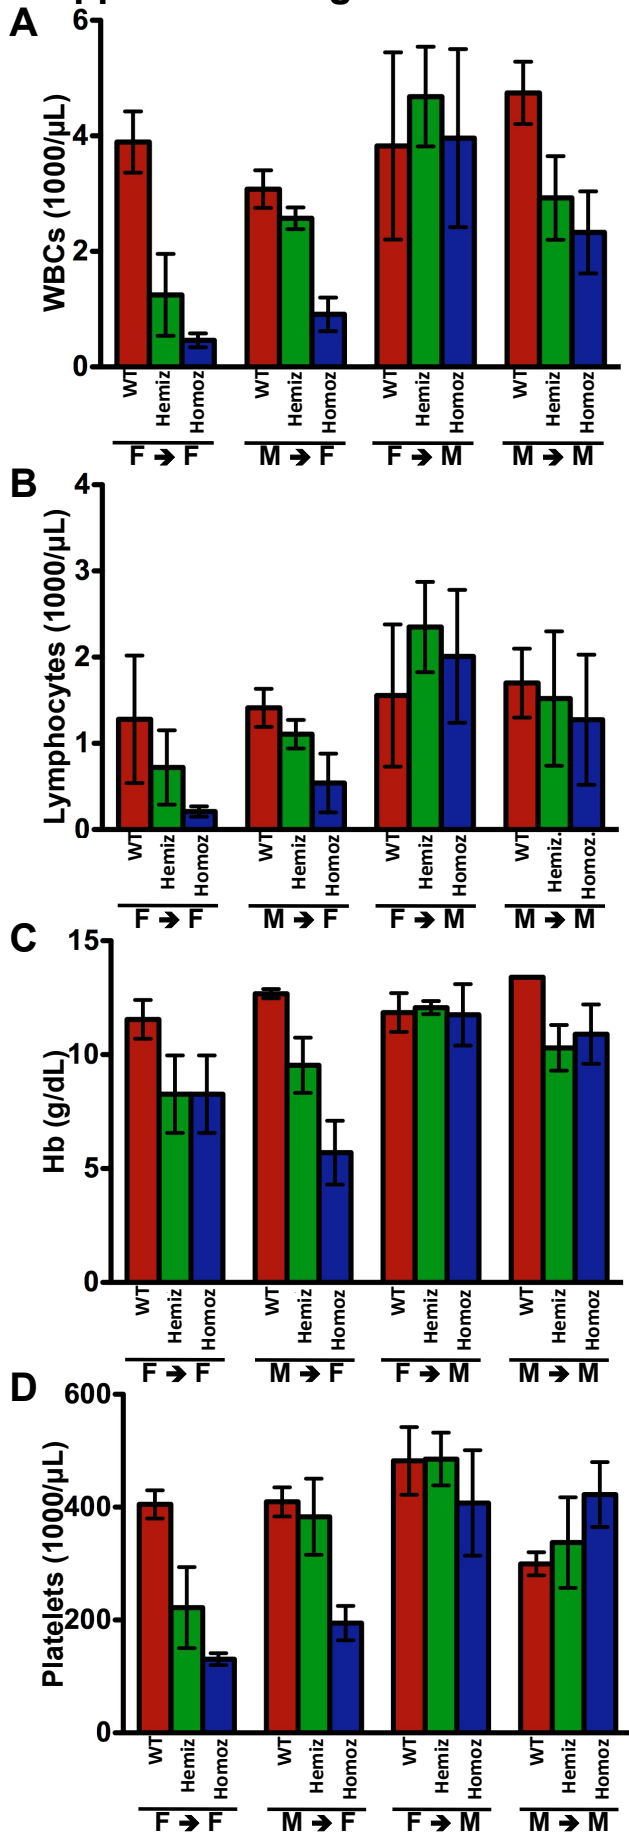 A
WBCs (1000/µL)
6
4
2
0
WT Hemiz Homoz WT Hemiz Homoz WT Hemiz Homoz WT Hemiz Homoz
F ➔ F M ➔ F F ➔ M M ➔ M
B
Lymphocytes (1000/µL)
4
3
2
1
0
WT Hemiz Homoz WT Hemiz Homoz WT Hemiz Homoz WT Hemiz. Homoz.
F ➔ F M ➔ F F ➔ M M ➔ M
C
Hb (g/dL)
15
10
5
0
WT Hemiz Homoz WT Hemiz Homoz WT Hemiz Homoz WT Hemiz Homoz
F ➔ F M ➔ F F ➔ M M ➔ M
D
Platelets (1000/µL)
600
400
200
0
WT Hemiz Homoz WT Hemiz Homoz WT Hemiz Homoz WT Hemiz Homoz
F ➔ F M ➔ F F ➔ M M ➔ M